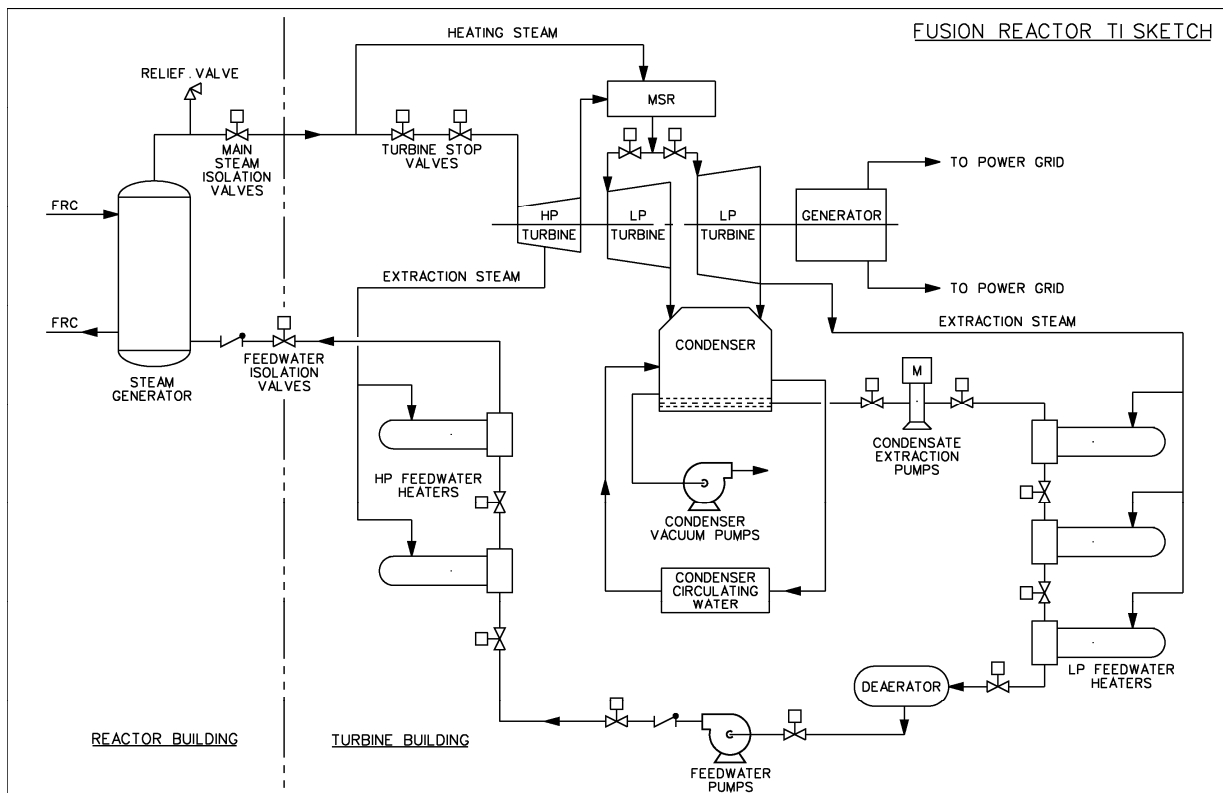 FUSION REACTOR TI SKETCH
HEATING STEAM
RELIEF. VALVE
MSR
MAIN
STEAM
ISOLATION
VALVES
TURBINE STOP
VALVES
TO POWER GRID
FRC
HP
TURBINE
LP
TURBINE
LP
TURBINE
GENERATOR
EXTRACTION STEAM
TO POWER GRID
FRC
EXTRACTION STEAM
CONDENSER
STEAM
GENERATOR
FEEDWATER
ISOLATION
VALVES
M
CONDENSATE
EXTRACTION
PUMPS
HP FEEDWATER
HEATERS
CONDENSER
VACUUM PUMPS
CONDENSER
CIRCULATING
WATER
LP FEEDWATER
HEATERS
DEAERATOR
REACTOR BUILDING
TURBINE BUILDING
FEEDWATER
PUMPS